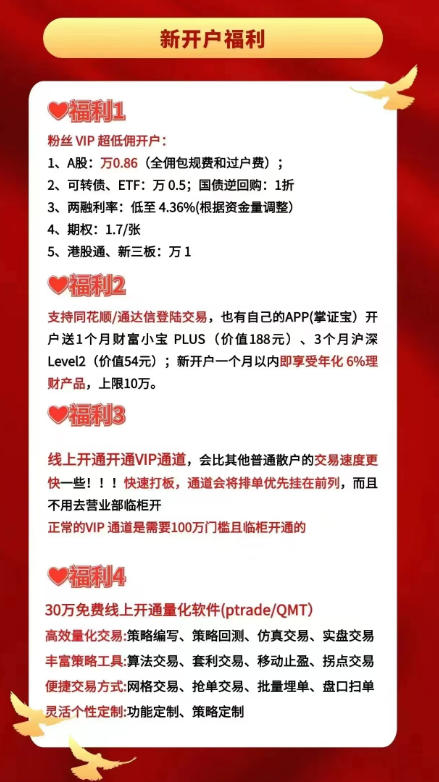 新开户福利
福利1
粉丝 VIP 超低佣开户：
1、A股：万0.86（全佣包规费和过户费）；
2、可转债、ETF：万 0.5；国债逆回购：1折
3、两融利率：低至 4.36%(根据资金量调整）
4、期权：1.7/张
5、港股通、新三板：万 1
福利2
支持同花顺/通达信登陆交易，也有自己的APP(掌证宝）开
户送1个月财富小宝 PLUS（价值188元）、3个月沪深
Level2（价值54元）；新开户一个月以内即享受年化 6%理
财产品，上限10万。
福利3
线上开通开通VIP通道，会比其他普通散户的交易速度更
快一些！！！快速打板，通道会将排单优先挂在前列，而且
不用去营业部临柜开
正常的VIP 通道是需要100万门槛且临柜开通的
福利4
30万免费线上开通量化软件(ptrade/QMT）
高效量化交易:策略编写、策略回测、仿真交易、实盘交易
丰富策略工具:算法交易、套利交易、移动止盈、拐点交易
便捷交易方式:网格交易、抢单交易、批量埋单、盘口扫单
灵活个性定制:功能定制、策略定制